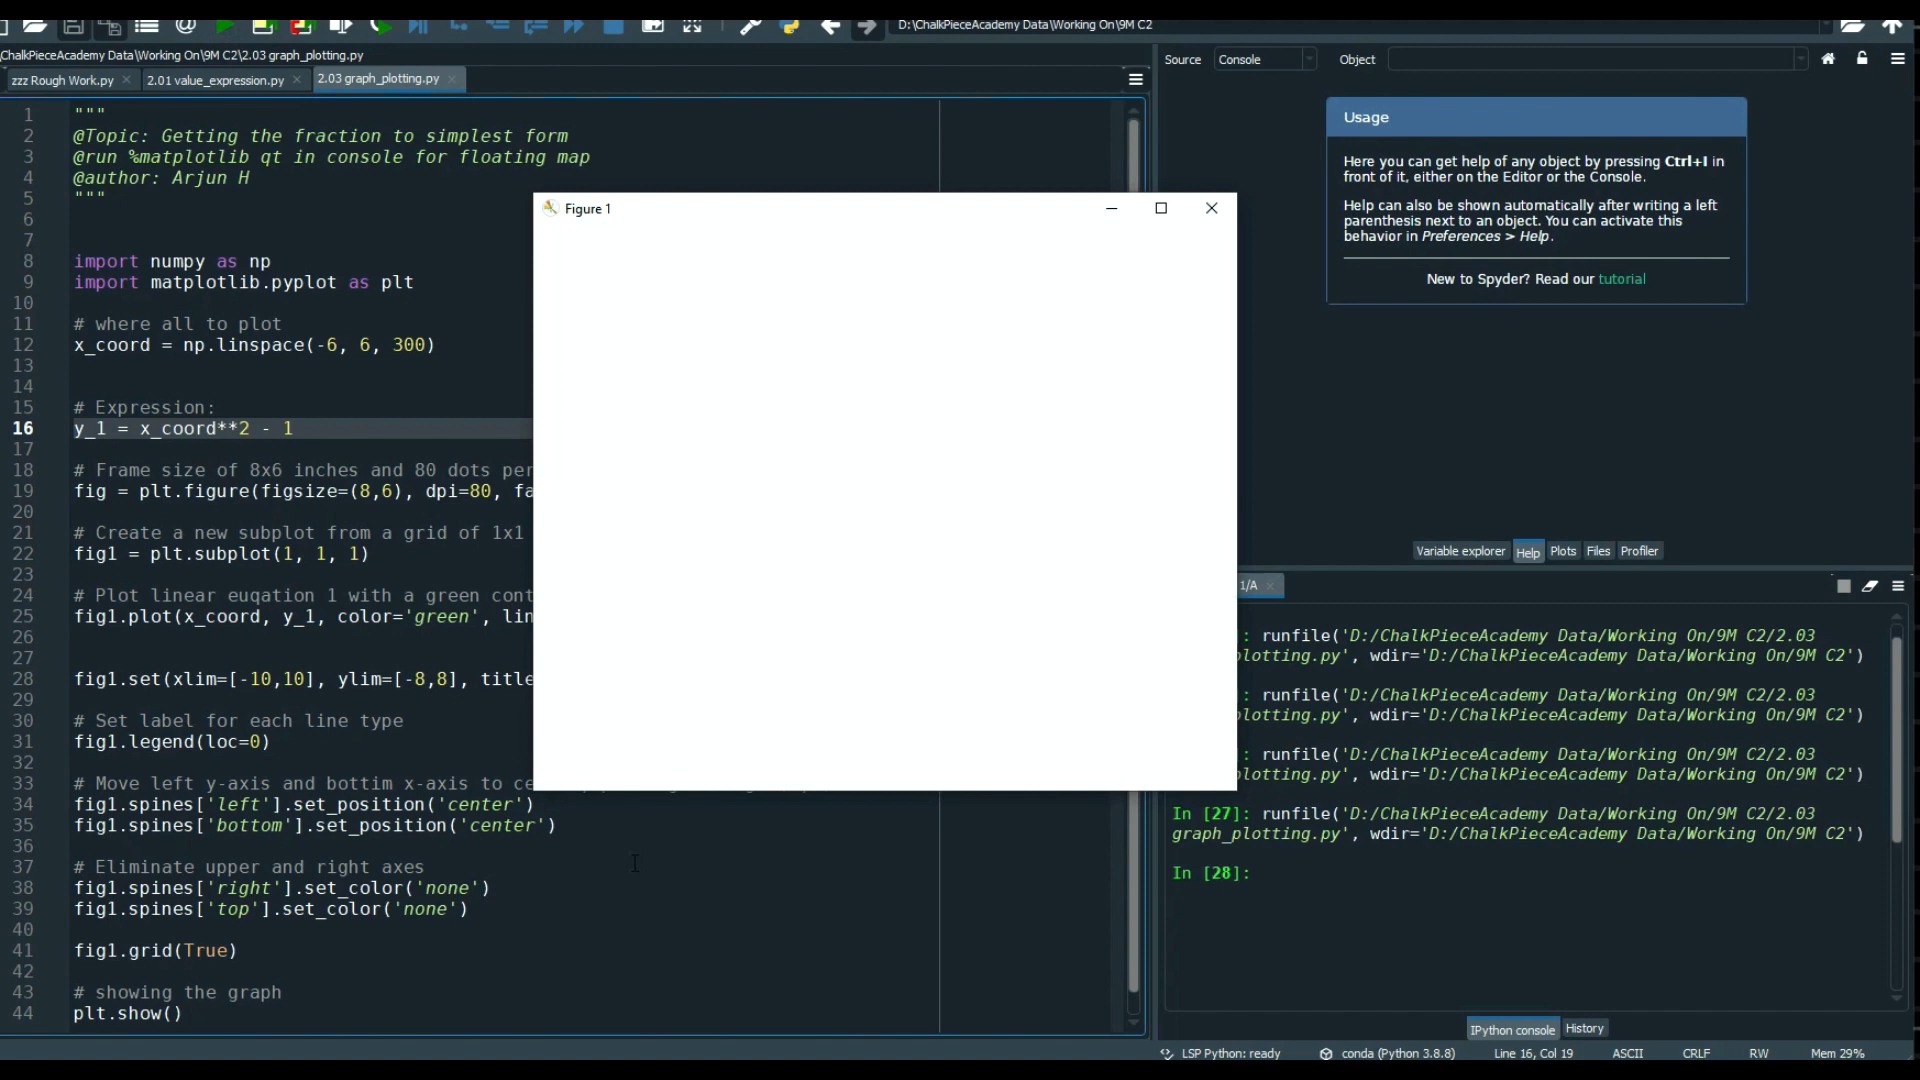 D:\ChalkPieceAcademy Data\Working On\9M C2
ChalkPieceAcademy Data\Working On\9M C2\2.03 graph_plotting.py
zzz Rough Work.py
2.01 value_expression.py
2.03 graph_plotting.py
1 """
2 @Topic: Getting the fraction to simplest form
3 @run %matplotlib qt in console for floating map
4 @author: Arjun H
5 """
6
7
8 import numpy as np
9 import matplotlib.pyplot as plt
10
11 # where all to plot
12 x_coord = np.linspace(-6, 6, 300)
13
14
15 # Expression:
16 y_1 = x_coord**2 - 1
17
18 # Frame size of 8x6 inches and 80 dots per
19 fig = plt.figure(figsize=(8,6), dpi=80, fa
20
21 # Create a new subplot from a grid of 1x1
22 fig1 = plt.subplot(1, 1, 1)
23
24 # Plot linear euqation 1 with a green cont
25 fig1.plot(x_coord, y_1, color='green', lin
26
27
28 fig1.set(xlim=[-10,10], ylim=[-8,8], title
29
30 # Set label for each line type
31 fig1.legend(loc=0)
32
33 # Move left y-axis and bottim x-axis to ce
34 fig1.spines['left'].set_position('center')
35 fig1.spines['bottom'].set_position('center')
36
37 # Eliminate upper and right axes
38 fig1.spines['right'].set_color('none')
39 fig1.spines['top'].set_color('none')
40
41 fig1.grid(True)
42
43 # showing the graph
44 plt.show()
Figure 1
Source Console Object
Usage
Here you can get help of any object by pressing Ctrl+I in
front of it, either on the Editor or the Console.
Help can also be shown automatically after writing a left
parenthesis next to an object. You can activate this
behavior in Preferences > Help.
New to Spyder? Read our tutorial
Variable explorer Help Plots Files Profiler
1/A
: runfile('D:/ChalkPieceAcademy Data/Working On/9M C2/2.03
plotting.py', wdir='D:/ChalkPieceAcademy Data/Working On/9M C2')
: runfile('D:/ChalkPieceAcademy Data/Working On/9M C2/2.03
plotting.py', wdir='D:/ChalkPieceAcademy Data/Working On/9M C2')
: runfile('D:/ChalkPieceAcademy Data/Working On/9M C2/2.03
plotting.py', wdir='D:/ChalkPieceAcademy Data/Working On/9M C2')
In [27]: runfile('D:/ChalkPieceAcademy Data/Working On/9M C2/2.03
graph_plotting.py', wdir='D:/ChalkPieceAcademy Data/Working On/9M C2')
In [28]:
IPython console History
LSP Python: ready conda (Python 3.8.8) Line 16, Col 19 ASCII CRLF RW Mem 29%